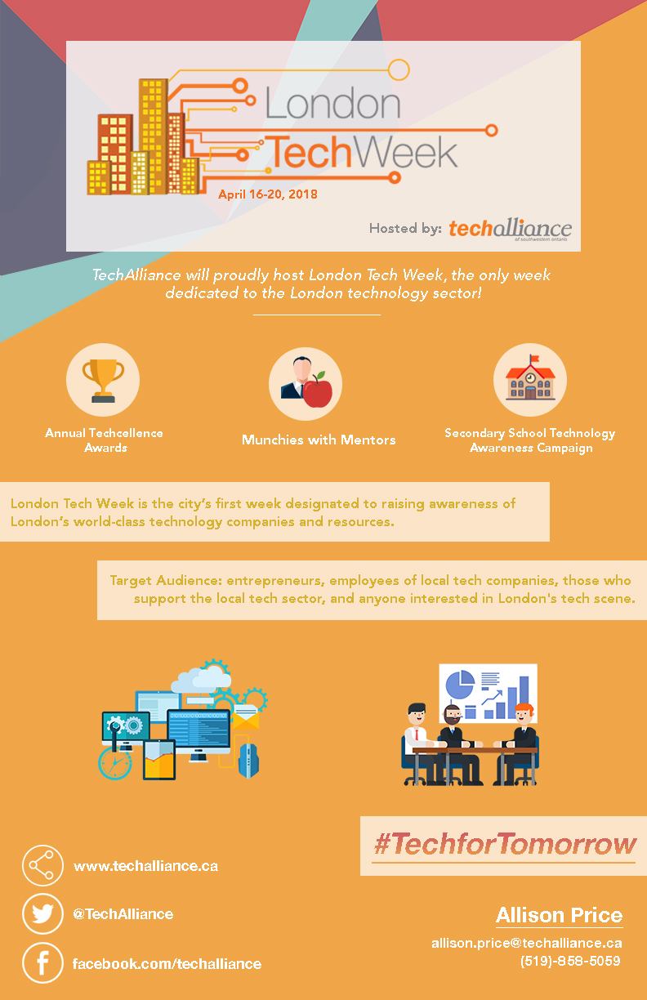 London
TechWeek
April 16-20, 2018
Hosted by: techalliance
of southwestern ontario
TechAlliance will proudly host London Tech Week, the only week
dedicated to the London technology sector!
Annual Techcellence
Awards
Munchies with Mentors
Secondary School Technology
Awareness Campaign
London Tech Week is the city's first week designated to raising awareness of
London's world-class technology companies and resources.
Target Audience: entrepreneurs, employees of local tech companies, those who
support the local tech sector, and anyone interested in London's tech scene.
#TechforTomorrow
www.techalliance.ca
@TechAlliance
facebook.com/techalliance
Allison Price
allison.price@techalliance.ca
(519)-858-5059